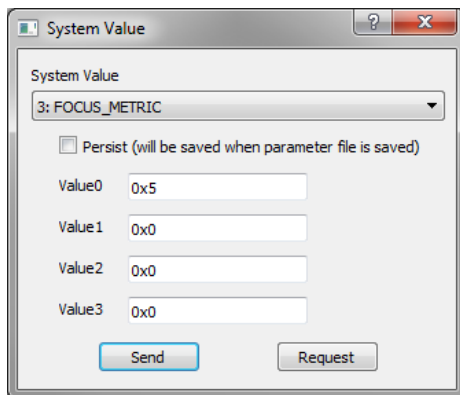 System Value
System Value
3: FOCUS_METRIC
Persist (will be saved when parameter file is saved)
Value0 0x5
Value1 0x0
Value2 0x0
Value3 0x0
Send Request